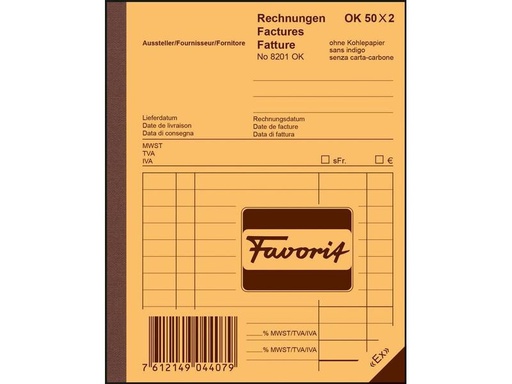 Rechnungen OK 50X2
Factures
Aussteller/Fournisseur/Fornitore Fatture ohne Kohlepapier
No 8201 OK sans indigo
senza carta-carbone
Lieferdatum Rechnungsdatum
Date de livraison Date de facture
Data di consegna Data di fattura
MWST
TVA
IVA sFr. €
Favorit
......% MWST/TVA/IVA
......% MWST/TVA/IVA
«Ex»
7 612149 044079